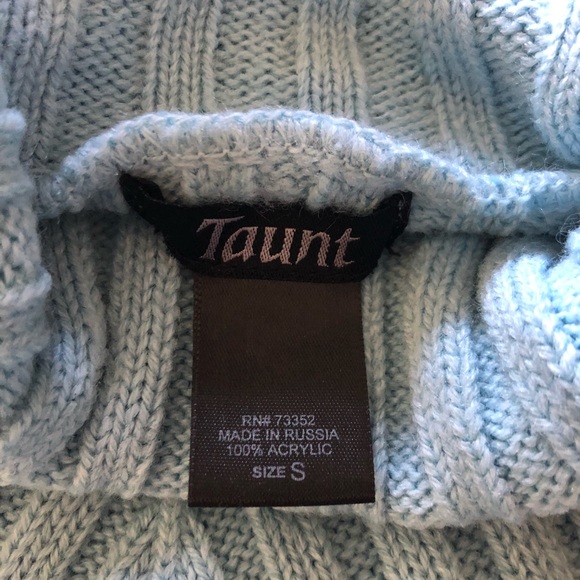 Taunt
RN# 73352
MADE IN RUSSIA
100% ACRYLIC
SIZE S